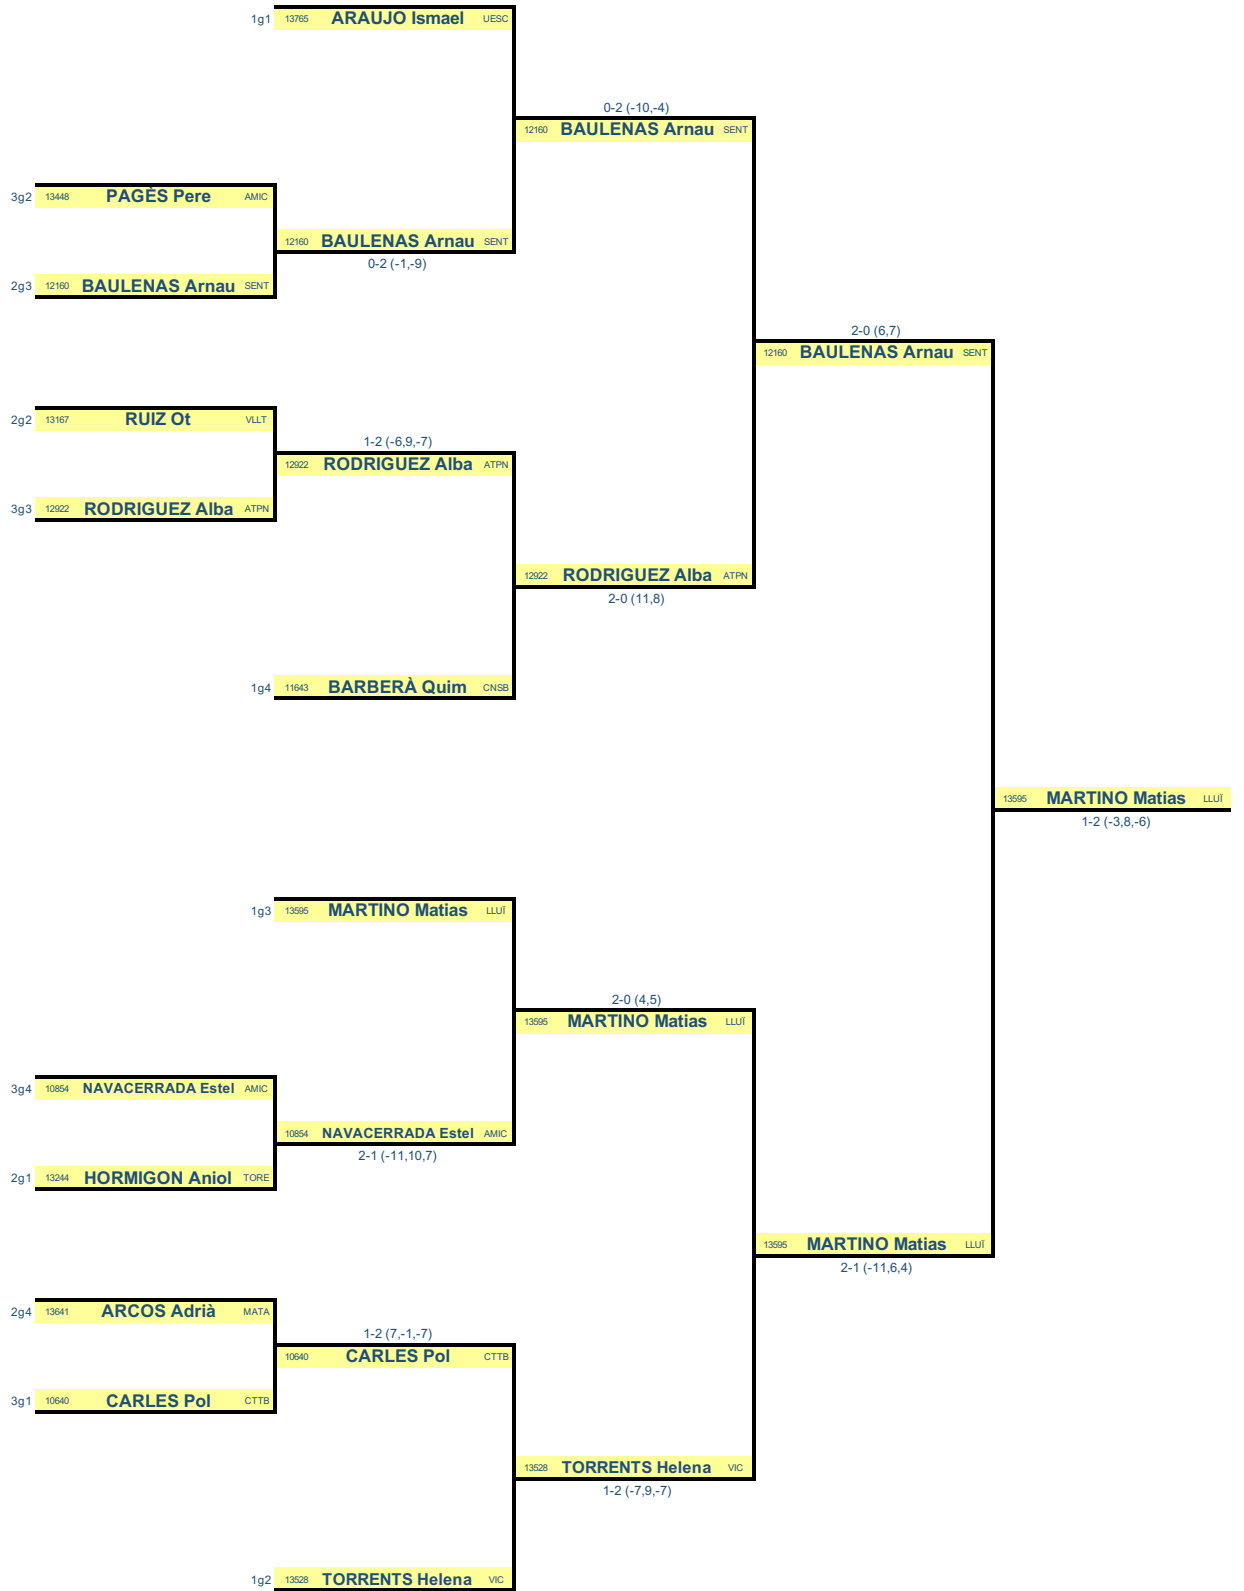 1g1 13765 ARAUJO Ismael UESC
0-2 (-10,-4)
12160 BAULENAS Arnau SENT
3g2 13448 PAGÈS Pere AMIC
12160 BAULENAS Arnau SENT
0-2 (-1,-9)
2g3 12160 BAULENAS Arnau SENT
2-0 (6,7)
12160 BAULENAS Arnau SENT
2g2 13167 RUIZ Ot VLLT
1-2 (-6,9,-7)
12922 RODRIGUEZ Alba ATPN
3g3 12922 RODRIGUEZ Alba ATPN
12922 RODRIGUEZ Alba ATPN
2-0 (11,8)
1g4 11643 BARBERÀ Quim CNSB
13595 MARTINO Matias LLUÏ
1-2 (-3,8,-6)
1g3 13595 MARTINO Matias LLUÏ
2-0 (4,5)
13595 MARTINO Matias LLUÏ
3g4 10854 NAVACERRADA Estel AMIC
10854 NAVACERRADA Estel AMIC
2-1 (-11,10,7)
2g1 13244 HORMIGON Aniol TORE
13595 MARTINO Matias LLUÏ
2-1 (-11,6,4)
2g4 13641 ARCOS Adrià MATA
1-2 (7,-1,-7)
10640 CARLES Pol CTTB
3g1 10640 CARLES Pol CTTB
13528 TORRENTS Helena VIC
1-2 (-7,9,-7)
1g2 13528 TORRENTS Helena VIC